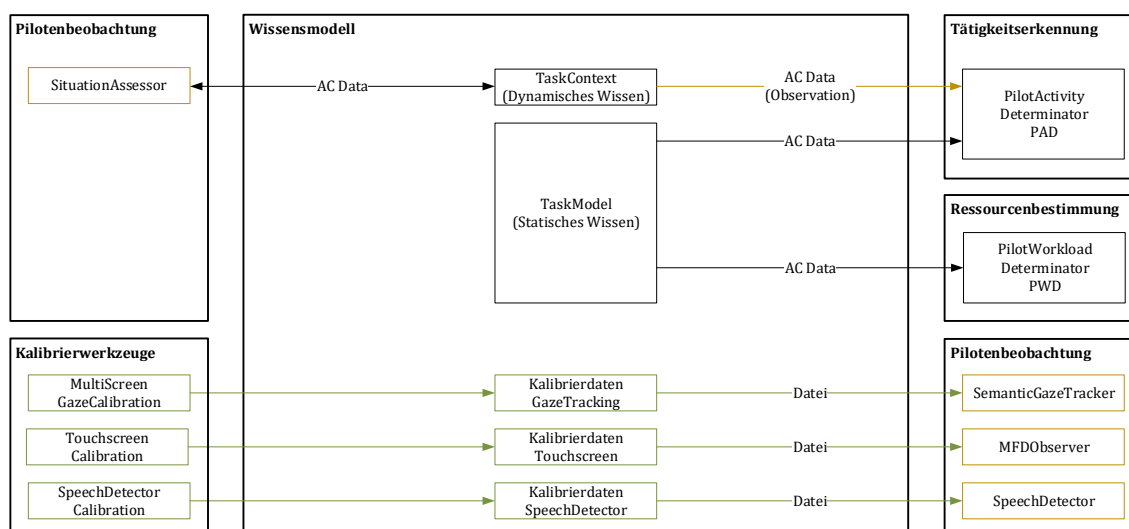 Pilotenbeobachtung
Wissensmodell
Tätigkeitserkennung
SituationAssessor
AC Data
TaskContext
(Dynamisches Wissen)
AC Data
(Observation)
PilotActivity
Determinator
PAD
AC Data
TaskModel
(Statisches Wissen)
Ressourcenbestimmung
AC Data
PilotWorkload
Determinator
PWD
Kalibrierwerkzeuge
Pilotenbeobachtung
MultiScreen
GazeCalibration
Kalibrierdaten
GazeTracking
Datei
SemanticGazeTracker
Touchscreen
Calibration
Kalibrierdaten
Touchscreen
Datei
MFDObserver
SpeechDetector
Calibration
Kalibrierdaten
SpeechDetector
Datei
SpeechDetector